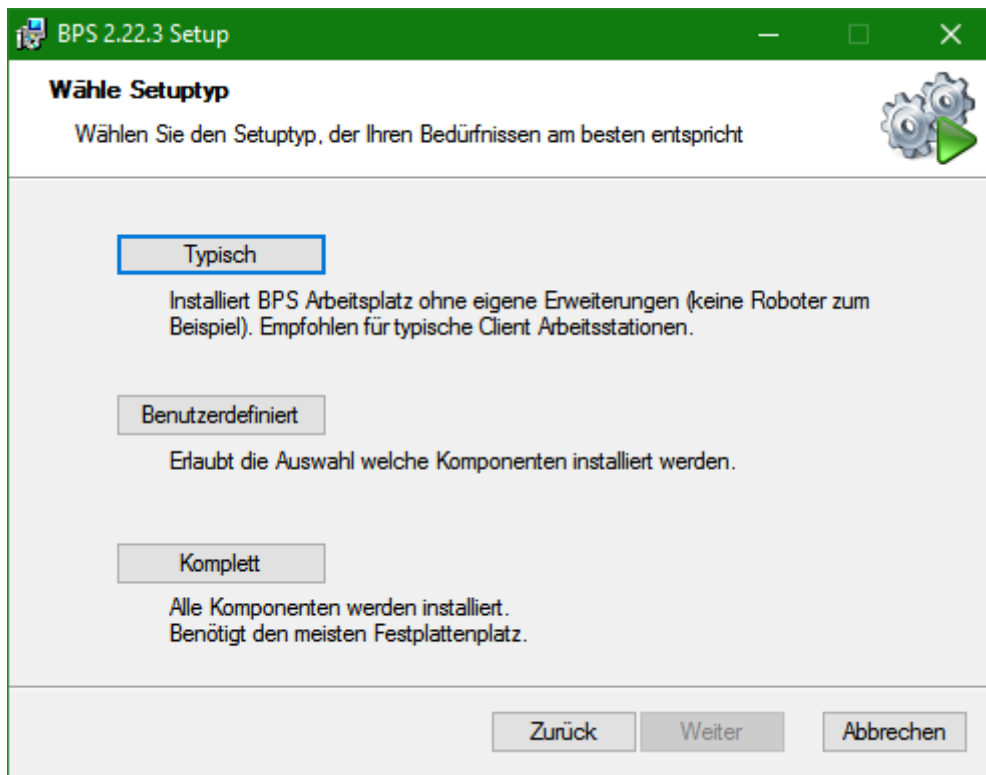 BPS 2.22.3 Setup
Wähle Setuptyp
Wählen Sie den Setuptyp, der Ihren Bedürfnissen am besten entspricht
Typisch
Installiert BPS Arbeitsplatz ohne eigene Erweiterungen (keine Roboter zum
Beispiel). Empfohlen für typische Client Arbeitsstationen.
Benutzerdefiniert
Erlaubt die Auswahl welche Komponenten installiert werden.
Komplett
Alle Komponenten werden installiert.
Benötigt den meisten Festplattenplatz.
Zurück
Weiter
Abbrechen